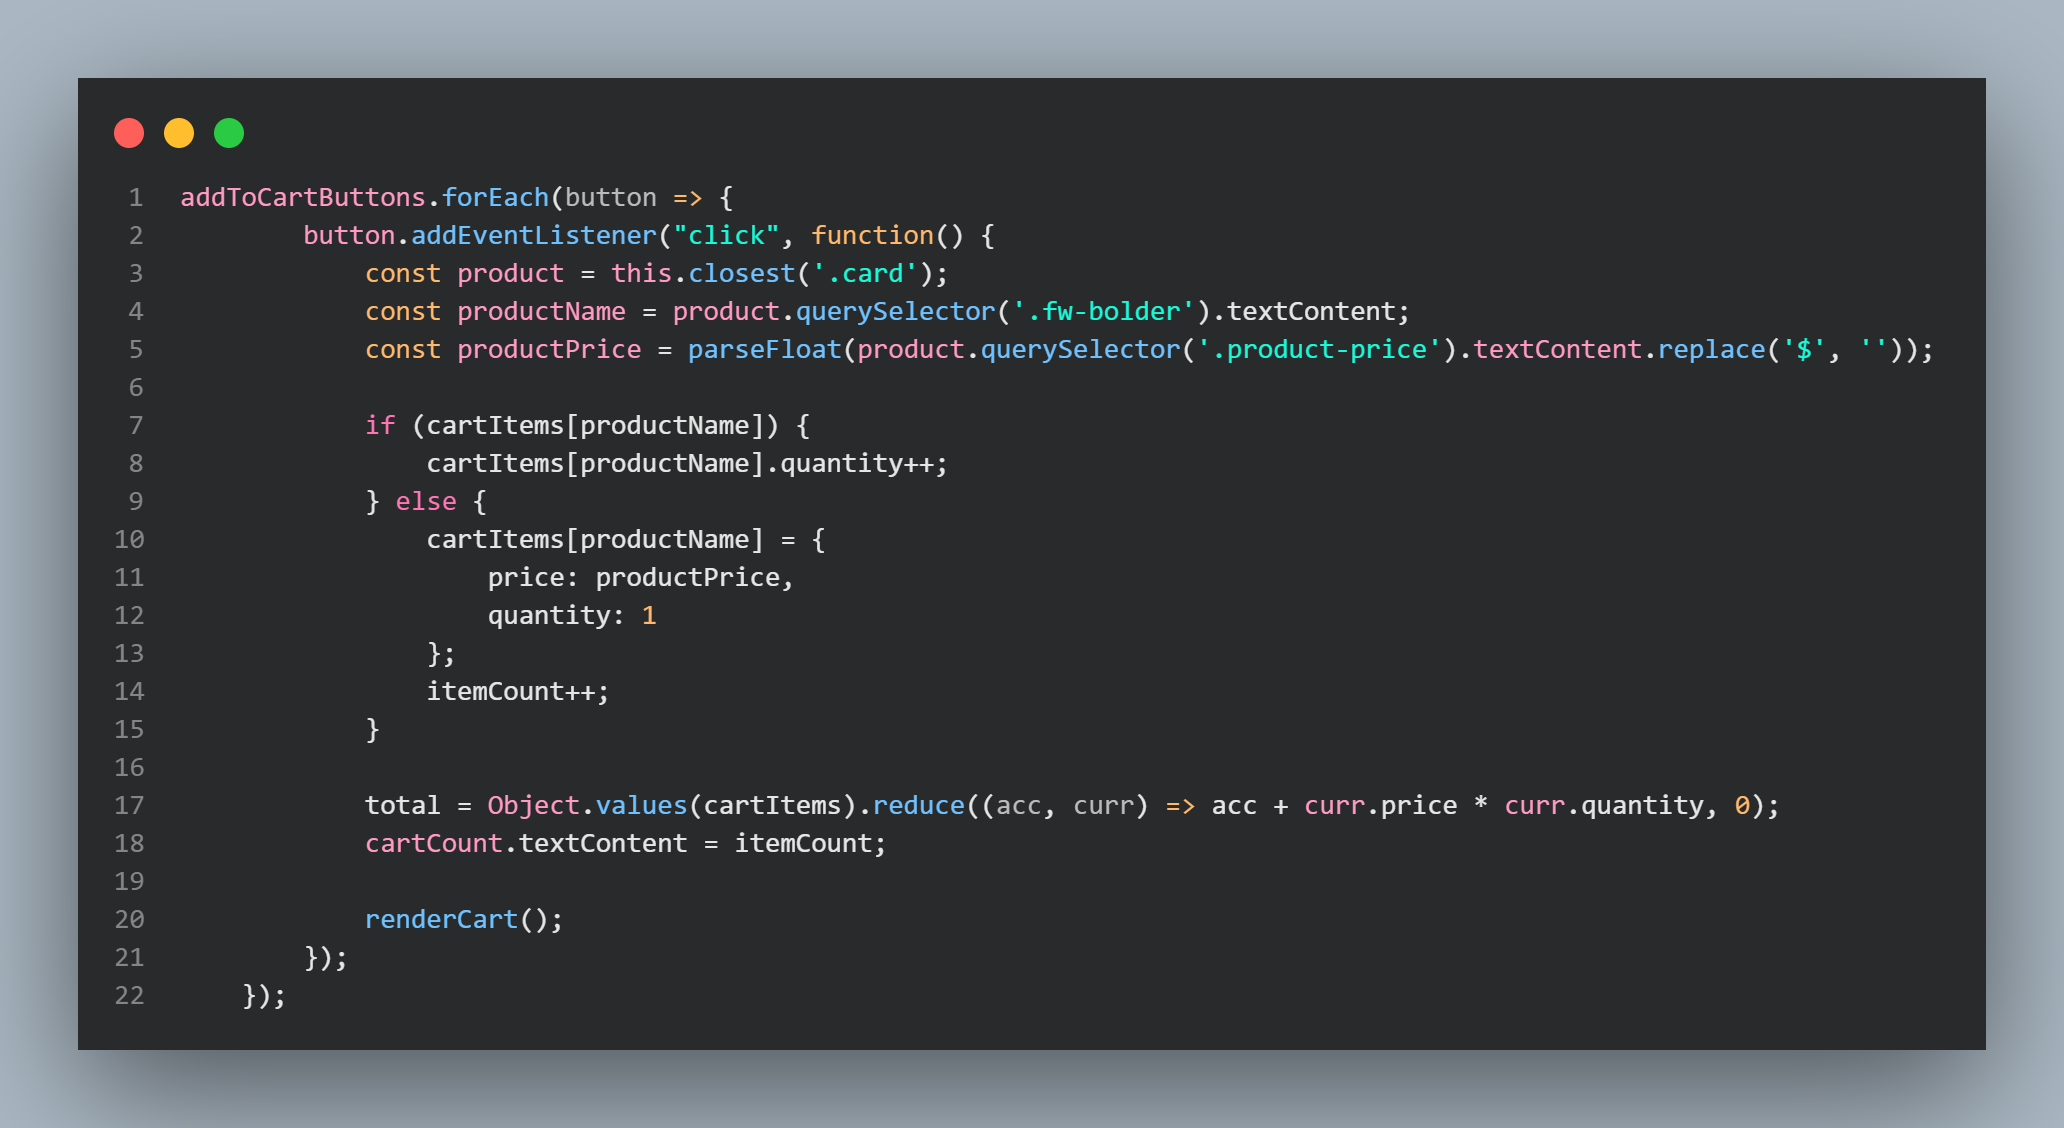 1 addToCartButtons.forEach(button => {
2         button.addEventListener("click", function() {
3             const product = this.closest('.card');
4             const productName = product.querySelector('.fw-bolder').textContent;
5             const productPrice = parseFloat(product.querySelector('.product-price').textContent.replace('$', ''));
6
7             if (cartItems[productName]) {
8                 cartItems[productName].quantity++;
9             } else {
10                 cartItems[productName] = {
11                     price: productPrice,
12                     quantity: 1
13                 };
14                 itemCount++;
15             }
16
17             total = Object.values(cartItems).reduce((acc, curr) => acc + curr.price * curr.quantity, 0);
18             cartCount.textContent = itemCount;
19
20             renderCart();
21         });
22     });